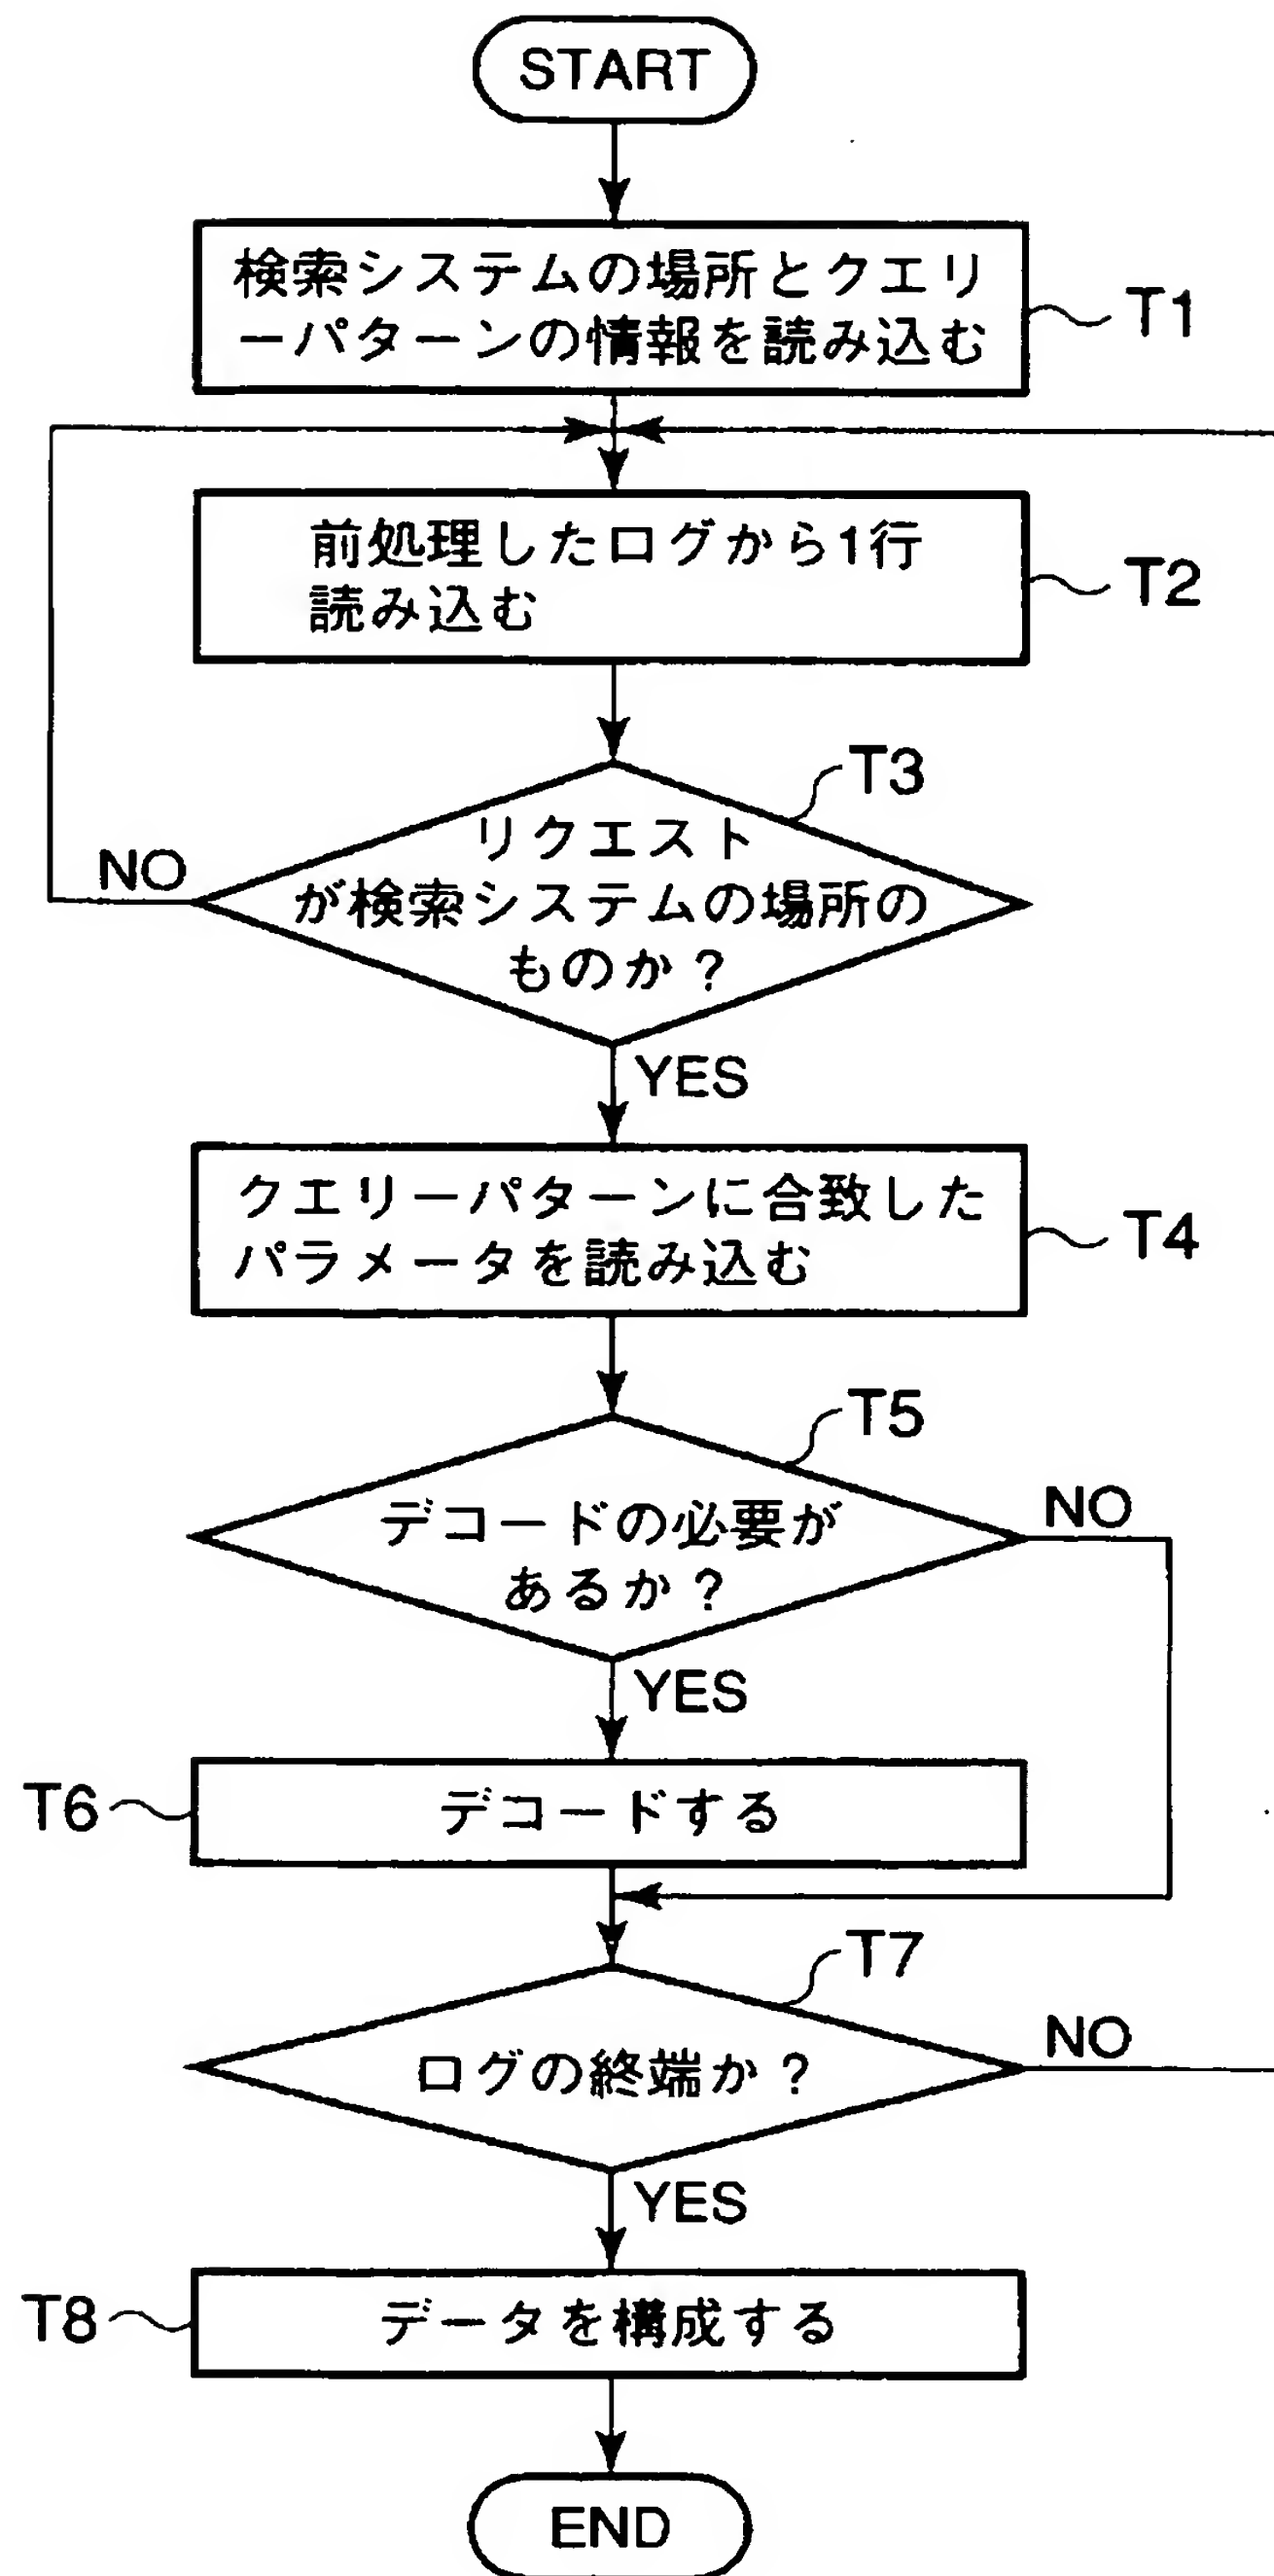 START
検索システムの場所とクエリ
ーパターンの情報を読み込む
T1
前処理したログから1行
読み込む
T2
T3
リクエスト
が検索システムの場所の
ものか？
NO
YES
クエリーパターンに合致した
パラメータを読み込む
T4
T5
デコードの必要が
あるか？
NO
YES
T6
デコードする
T7
ログの終端か？
NO
YES
T8
データを構成する
END